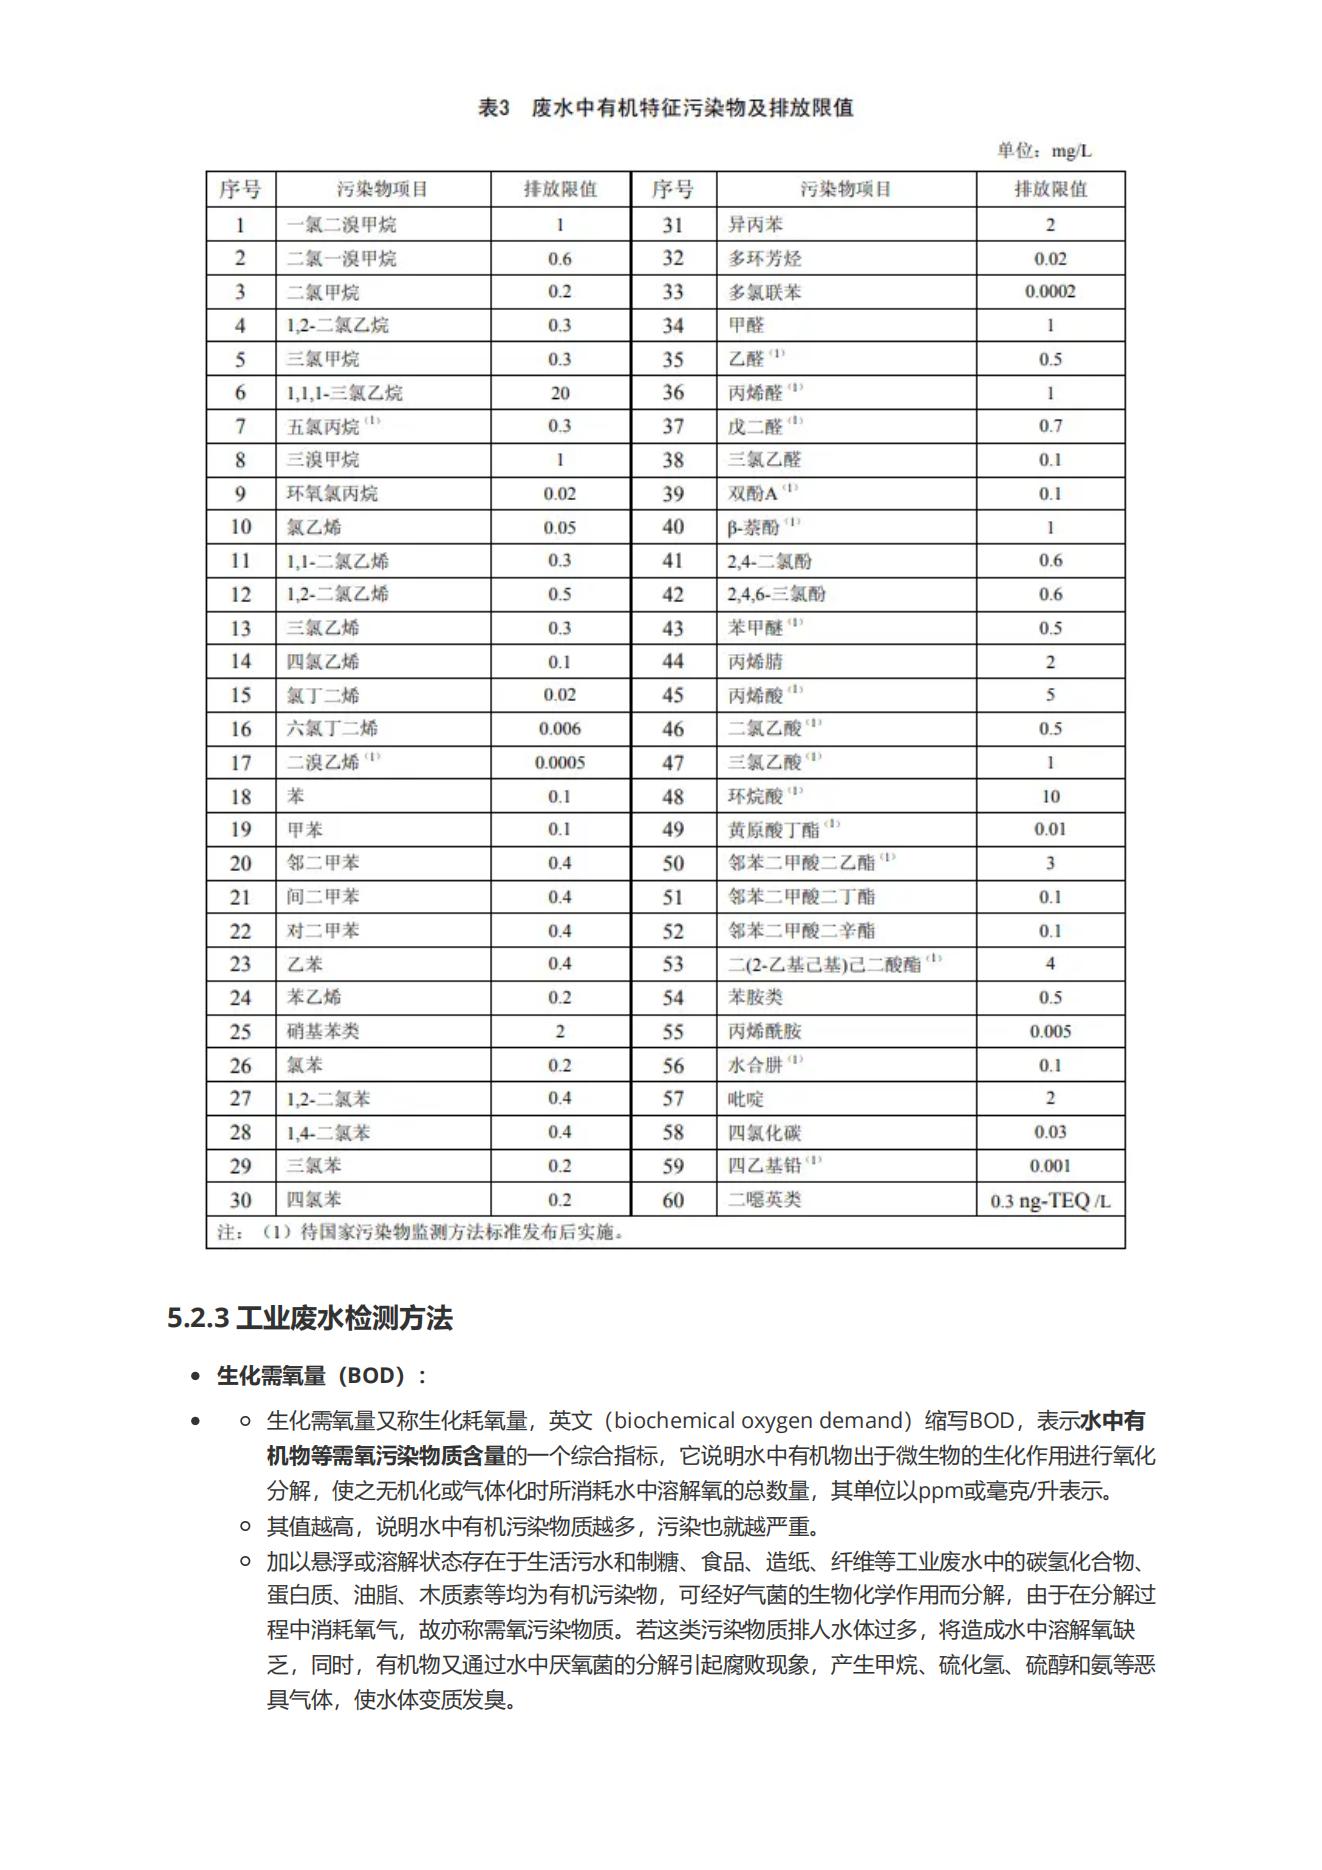 表3 废水中有机特征污染物及排放限值
单位：mg/L
序号 污染物项目 排放限值 序号 污染物项目 排放限值
1 一氯二溴甲烷 1 31 异丙苯 2
2 二氯一溴甲烷 0.6 32 多环芳烃 0.02
3 二氯甲烷 0.2 33 多氯联苯 0.0002
4 1,2-二氯乙烷 0.3 34 甲醛 1
5 三氯甲烷 0.3 35 乙醛（1） 0.5
6 1,1,1-三氯乙烷 20 36 丙烯醛（1） 1
7 五氯丙烷（1） 0.3 37 戊二醛（1） 0.7
8 三溴甲烷 1 38 三氯乙醛 0.1
9 环氧氯丙烷 0.02 39 双酚A（1） 0.1
10 氯乙烯 0.05 40 β-萘酚（1） 1
11 1,1-二氯乙烯 0.3 41 2,4-二氯酚 0.6
12 1,2-二氯乙烯 0.5 42 2,4,6-三氯酚 0.6
13 三氯乙烯 0.3 43 苯甲醚（1） 0.5
14 四氯乙烯 0.1 44 丙烯腈 2
15 氯丁二烯 0.02 45 丙烯酸（1） 5
16 六氯丁二烯 0.006 46 二氯乙酸（1） 0.5
17 二溴乙烯（1） 0.0005 47 三氯乙酸（1） 1
18 苯 0.1 48 环烷酸（1） 10
19 甲苯 0.1 49 黄原酸丁酯（1） 0.01
20 邻二甲苯 0.4 50 邻苯二甲酸二乙酯（1） 3
21 间二甲苯 0.4 51 邻苯二甲酸二丁酯 0.1
22 对二甲苯 0.4 52 邻苯二甲酸二辛酯 0.1
23 乙苯 0.4 53 二(2-乙基己基)己二酸酯（1） 4
24 苯乙烯 0.2 54 苯胺类 0.5
25 硝基苯类 2 55 丙烯酰胺 0.005
26 氯苯 0.2 56 水合肼（1） 0.1
27 1,2-二氯苯 0.4 57 吡啶 2
28 1,4-二氯苯 0.4 58 四氯化碳 0.03
29 三氯苯 0.2 59 四乙基铅（1） 0.001
30 四氯苯 0.2 60 二噁英类 0.3 ng-TEQ /L
注：（1）待国家污染物监测方法标准发布后实施。
5.2.3 工业废水检测方法
• 生化需氧量（BOD）：
• ○ 生化需氧量又称生化耗氧量，英文（biochemical oxygen demand）缩写BOD，表示水中有
机物等需氧污染物质含量的一个综合指标，它说明水中有机物出于微生物的生化作用进行氧化
分解，使之无机化或气体化时所消耗水中溶解氧的总数量，其单位以ppm或毫克/升表示。
○ 其值越高，说明水中有机污染物质越多，污染也就越严重。
○ 加以悬浮或溶解状态存在于生活污水和制糖、食品、造纸、纤维等工业废水中的碳氢化合物、
蛋白质、油脂、木质素等均为有机污染物，可经好气菌的生物化学作用而分解，由于在分解过
程中消耗氧气，故亦称需氧污染物质。若这类污染物质排人水体过多，将造成水中溶解氧缺
乏，同时，有机物又通过水中厌氧菌的分解引起腐败现象，产生甲烷、硫化氢、硫醇和氨等恶
具气体，使水体变质发臭。